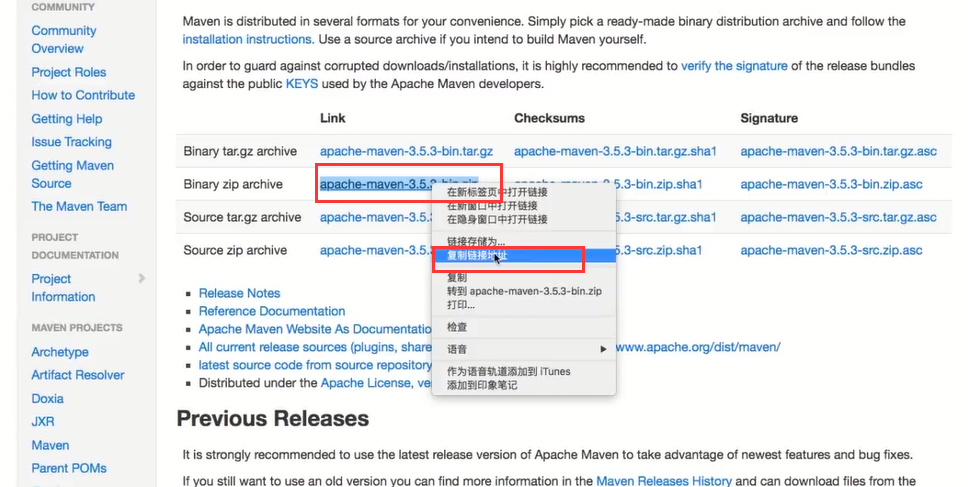 COMMUNITY
Community
Overview
Project Roles
How to Contribute
Getting Help
Issue Tracking
Getting Maven
Source
The Maven Team
PROJECT
DOCUMENTATION
Project
Information
MAVEN PROJECTS
Archetype
Artifact Resolver
Doxia
JXR
Maven
Parent POMs
Maven is distributed in several formats for your convenience. Simply pick a ready-made binary distribution archive and follow the
installation instructions. Use a source archive if you intend to build Maven yourself.
In order to guard against corrupted downloads/installations, it is highly recommended to verify the signature of the release bundles
against the public KEYS used by the Apache Maven developers.
Link Checksums Signature
Binary tar.gz archive apache-maven-3.5.3-bin.tar.gz apache-maven-3.5.3-bin.tar.gz.sha1 apache-maven-3.5.3-bin.tar.gz.asc
Binary zip archive apache-maven-3.5.3-bin.zip apache-maven-3.5.3-bin.zip.sha1 apache-maven-3.5.3-bin.zip.asc
Source tar.gz archive apache-maven-3.5. -src.tar.gz.sha1 apache-maven-3.5.3-src.tar.gz.asc
Source zip archive apache-maven-3.5. -src.zip.sha1 apache-maven-3.5.3-src.zip.asc
在新标签页中打开链接
在新窗口中打开链接
在隐身窗口中打开链接
链接存储为...
复制链接地址
复制
转到 apache-maven-3.5.3-bin.zip
打印...
检查
语音
作为语音轨道添加到 iTunes
添加到印象笔记
Release Notes
Reference Documentation
Apache Maven Website As Documentatio
All current release sources (plugins, share www.apache.org/dist/maven/
latest source code from source repository
Distributed under the Apache License, ve
Previous Releases
It is strongly recommended to use the latest release version of Apache Maven to take advantage of newest features and bug fixes.
If you still want to use an old version you can find more information in the Maven Releases History and can download files from the